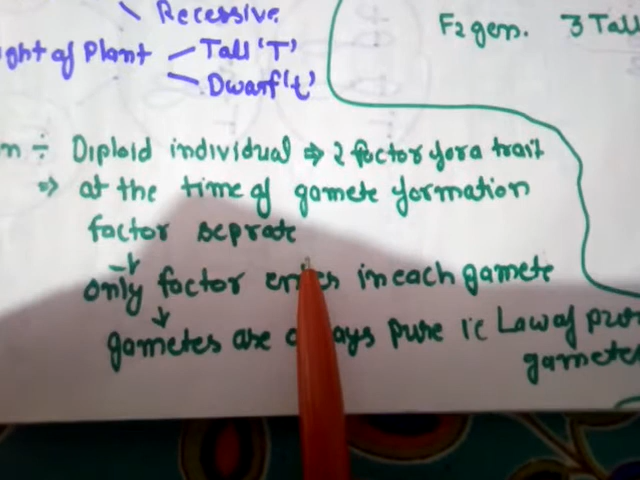 Recessive
F2 gen. 3 Tall
ght of Plant — Tall 'T'
Dwarf 't'
n ÷ Diploid individual ⇒ 2 factor for a trait
⇒ at the time of gamete formation
factor seprate
only factor in each gamete
gametes are pure ie Law of
gametes